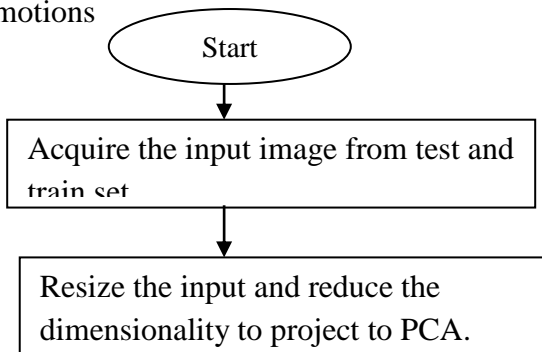 motions
Start
Acquire the input image from test and
train set
Resize the input and reduce the
dimensionality to project to PCA.